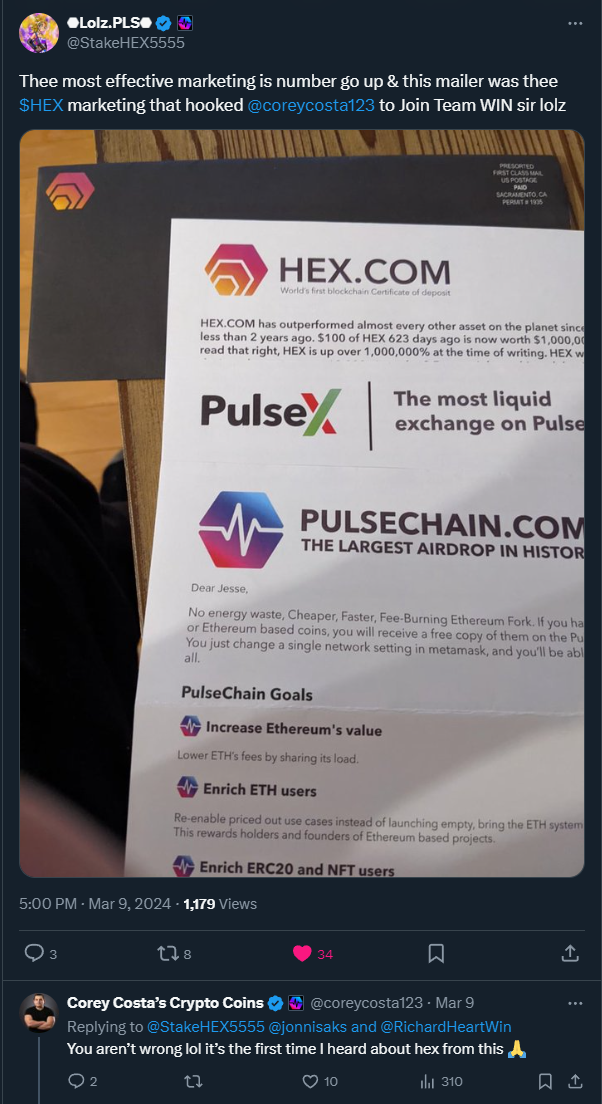 Lolz.PLS
@StakeHEX5555
Thee most effective marketing is number go up & this mailer was thee
$HEX marketing that hooked @coreycosta123 to Join Team WIN sir lolz
PRESORTED
FIRST CLASS MAIL
US POSTAGE
PAID
SACRAMENTO, CA
PERMIT # 1935
HEX.COM
World's first blockchain Certificate of deposit
HEX.COM has outperformed almost every other asset on the planet since
less than 2 years ago. $100 of HEX 623 days ago is now worth $1,000,00
read that right, HEX is up over 1,000,000% at the time of writing. HEX w
PulseX
The most liquid
exchange on Pulse
PULSECHAIN.COM
THE LARGEST AIRDROP IN HISTOR
Dear Jesse,
No energy waste, Cheaper, Faster, Fee-Burning Ethereum Fork. If you ha
or Ethereum based coins, you will receive a free copy of them on the Pu
You just change a single network setting in metamask, and you'll be abl
all.
PulseChain Goals
Increase Ethereum's value
Lower ETH's fees by sharing its load.
Enrich ETH users
Re-enable priced out use cases instead of launching empty, bring the ETH system
This rewards holders and founders of Ethereum based projects.
Enrich ERC20 and NFT users
5:00 PM · Mar 9, 2024 · 1,179 Views
3 8 34
Corey Costa's Crypto Coins @coreycosta123 · Mar 9
Replying to @StakeHEX5555 @jonnisaks and @RichardHeartWin
You aren't wrong lol it's the first time I heard about hex from this 🙏
2 10 310